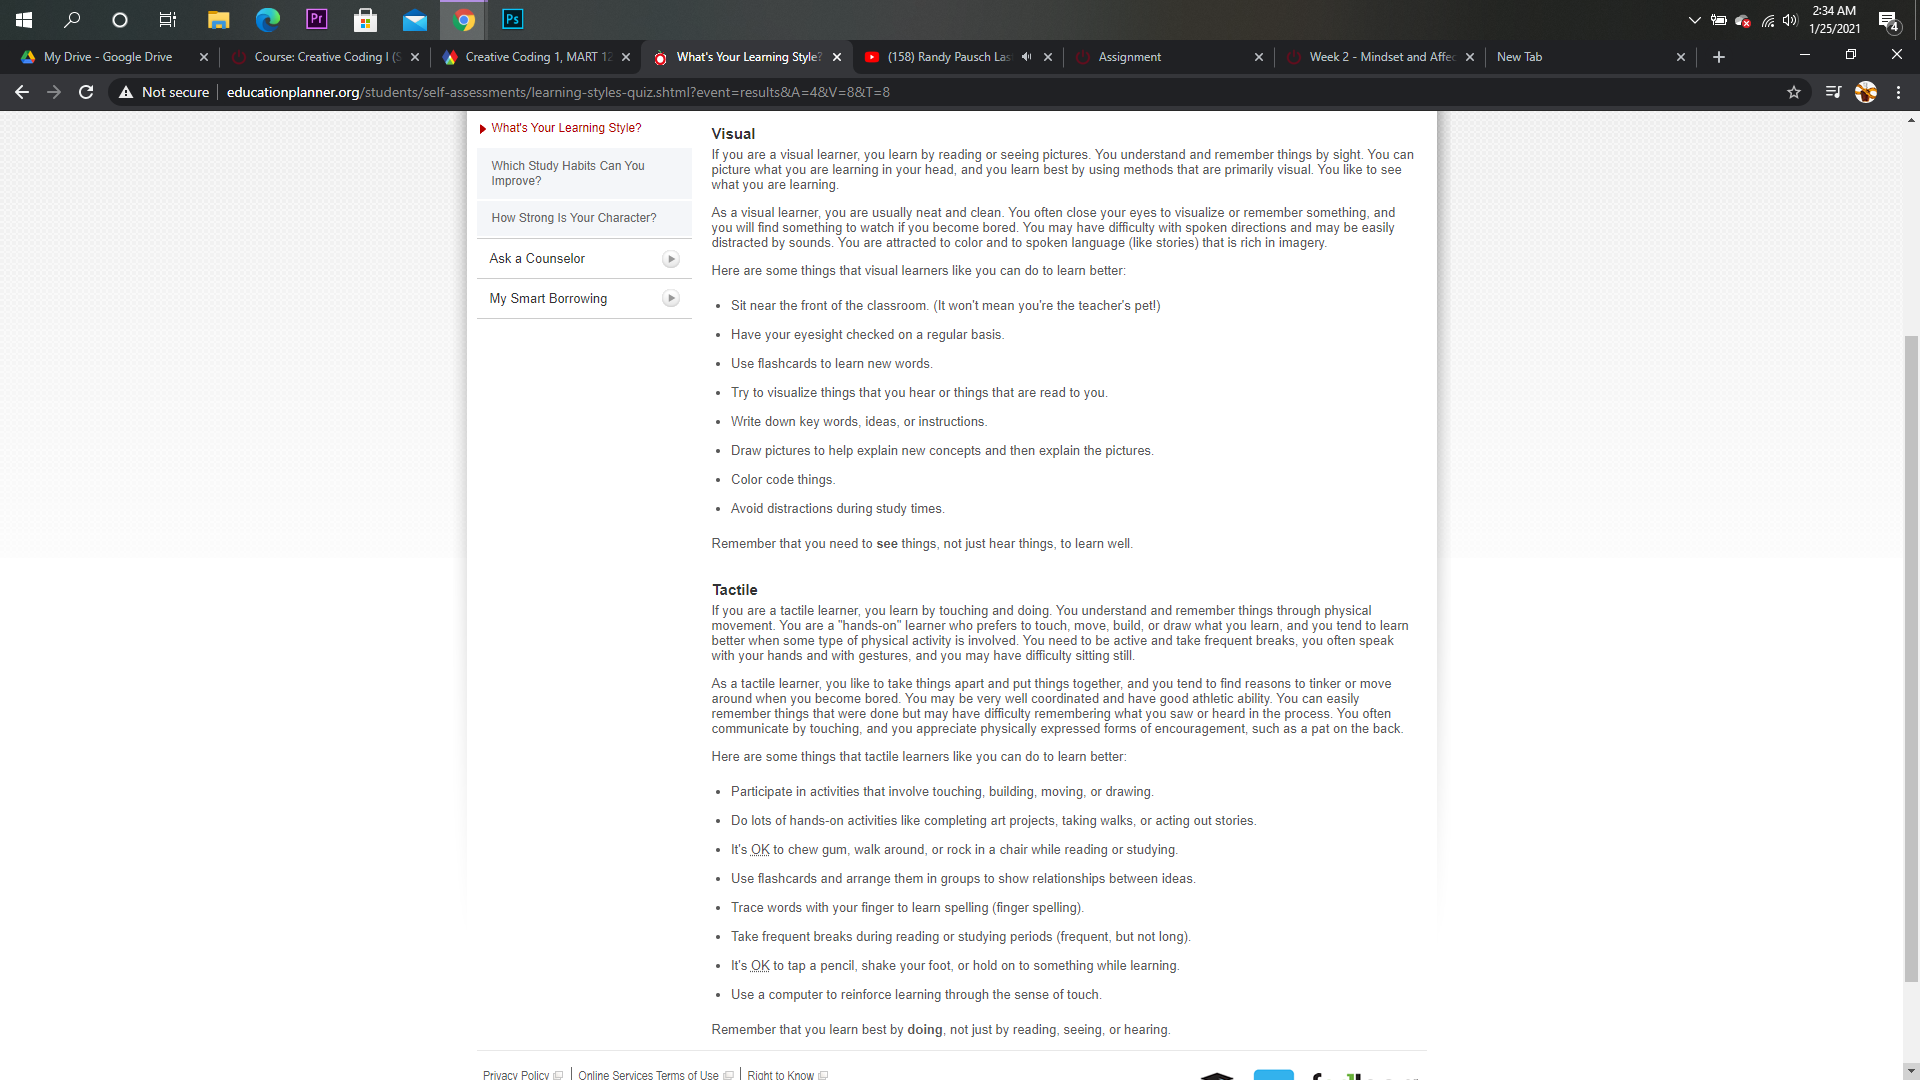 2:34 AM
1/25/2021
4
Pr
Ps
My Drive - Google Drive
Course: Creative Coding I (S
Creative Coding 1, MART 12
What's Your Learning Style?
(158) Randy Pausch Las
Assignment
Week 2 - Mindset and Affec
New Tab
Not secure
educationplanner.org/students/self-assessments/learning-styles-quiz.shtml?event=results&A=4&V=8&T=8
What's Your Learning Style?
Which Study Habits Can You
Improve?
How Strong Is Your Character?
Ask a Counselor
My Smart Borrowing
Visual
If you are a visual learner, you learn by reading or seeing pictures. You understand and remember things by sight. You can
picture what you are learning in your head, and you learn best by using methods that are primarily visual. You like to see
what you are learning.
As a visual learner, you are usually neat and clean. You often close your eyes to visualize or remember something, and
you will find something to watch if you become bored. You may have difficulty with spoken directions and may be easily
distracted by sounds. You are attracted to color and to spoken language (like stories) that is rich in imagery.
Here are some things that visual learners like you can do to learn better:
• Sit near the front of the classroom. (It won't mean you're the teacher's pet!)
• Have your eyesight checked on a regular basis.
• Use flashcards to learn new words.
• Try to visualize things that you hear or things that are read to you.
• Write down key words, ideas, or instructions.
• Draw pictures to help explain new concepts and then explain the pictures.
• Color code things.
• Avoid distractions during study times.
Remember that you need to see things, not just hear things, to learn well.
Tactile
If you are a tactile learner, you learn by touching and doing. You understand and remember things through physical
movement. You are a "hands-on" learner who prefers to touch, move, build, or draw what you learn, and you tend to learn
better when some type of physical activity is involved. You need to be active and take frequent breaks, you often speak
with your hands and with gestures, and you may have difficulty sitting still.
As a tactile learner, you like to take things apart and put things together, and you tend to find reasons to tinker or move
around when you become bored. You may be very well coordinated and have good athletic ability. You can easily
remember things that were done but may have difficulty remembering what you saw or heard in the process. You often
communicate by touching, and you appreciate physically expressed forms of encouragement, such as a pat on the back.
Here are some things that tactile learners like you can do to learn better:
• Participate in activities that involve touching, building, moving, or drawing.
• Do lots of hands-on activities like completing art projects, taking walks, or acting out stories.
• It's OK to chew gum, walk around, or rock in a chair while reading or studying.
• Use flashcards and arrange them in groups to show relationships between ideas.
• Trace words with your finger to learn spelling (finger spelling).
• Take frequent breaks during reading or studying periods (frequent, but not long).
• It's OK to tap a pencil, shake your foot, or hold on to something while learning.
• Use a computer to reinforce learning through the sense of touch.
Remember that you learn best by doing, not just by reading, seeing, or hearing.
Privacy Policy
Online Services Terms of Use
Right to Know